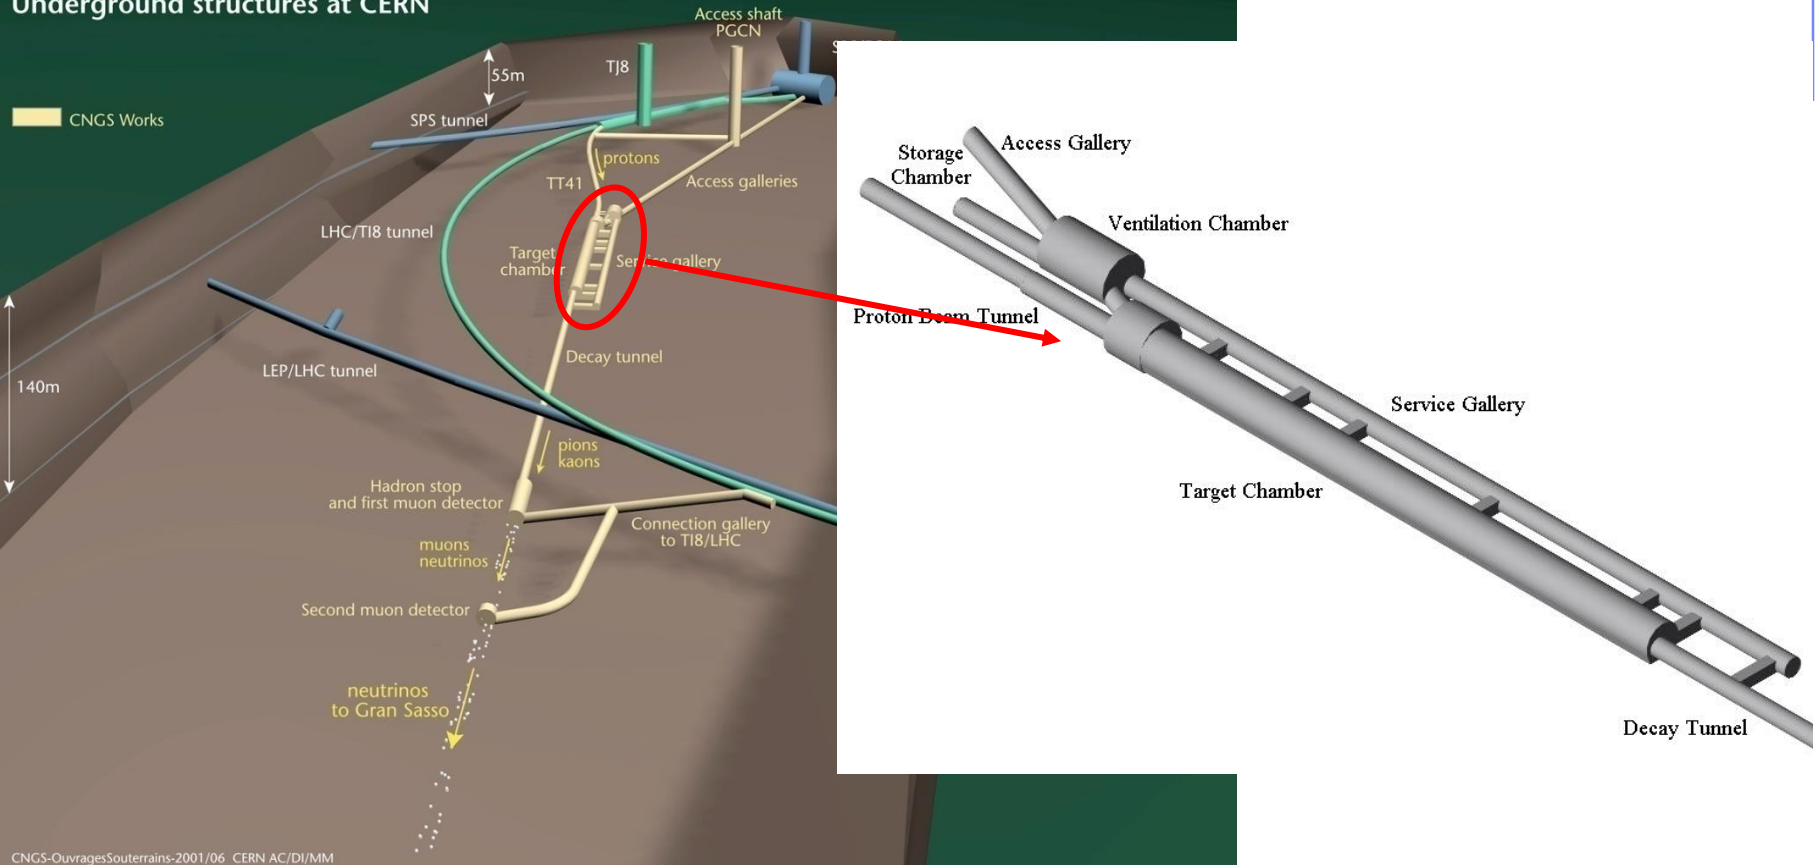 Underground structures at CERN
Access shaft
PGCN
TJ8
55m
CNGS Works
SPS tunnel
protons
TT41
Access galleries
LHC/TI8 tunnel
Target
chamber
Service gallery
Decay tunnel
LEP/LHC tunnel
140m
pions
kaons
Hadron stop
and first muon detector
Connection gallery
to TI8/LHC
muons
neutrinos
Second muon detector
neutrinos
to Gran Sasso
CNGS-OuvragesSouterrains-2001/06 CERN AC/DI/MM
Access Gallery
Storage
Chamber
Ventilation Chamber
Proton Beam Tunnel
Service Gallery
Target Chamber
Decay Tunnel